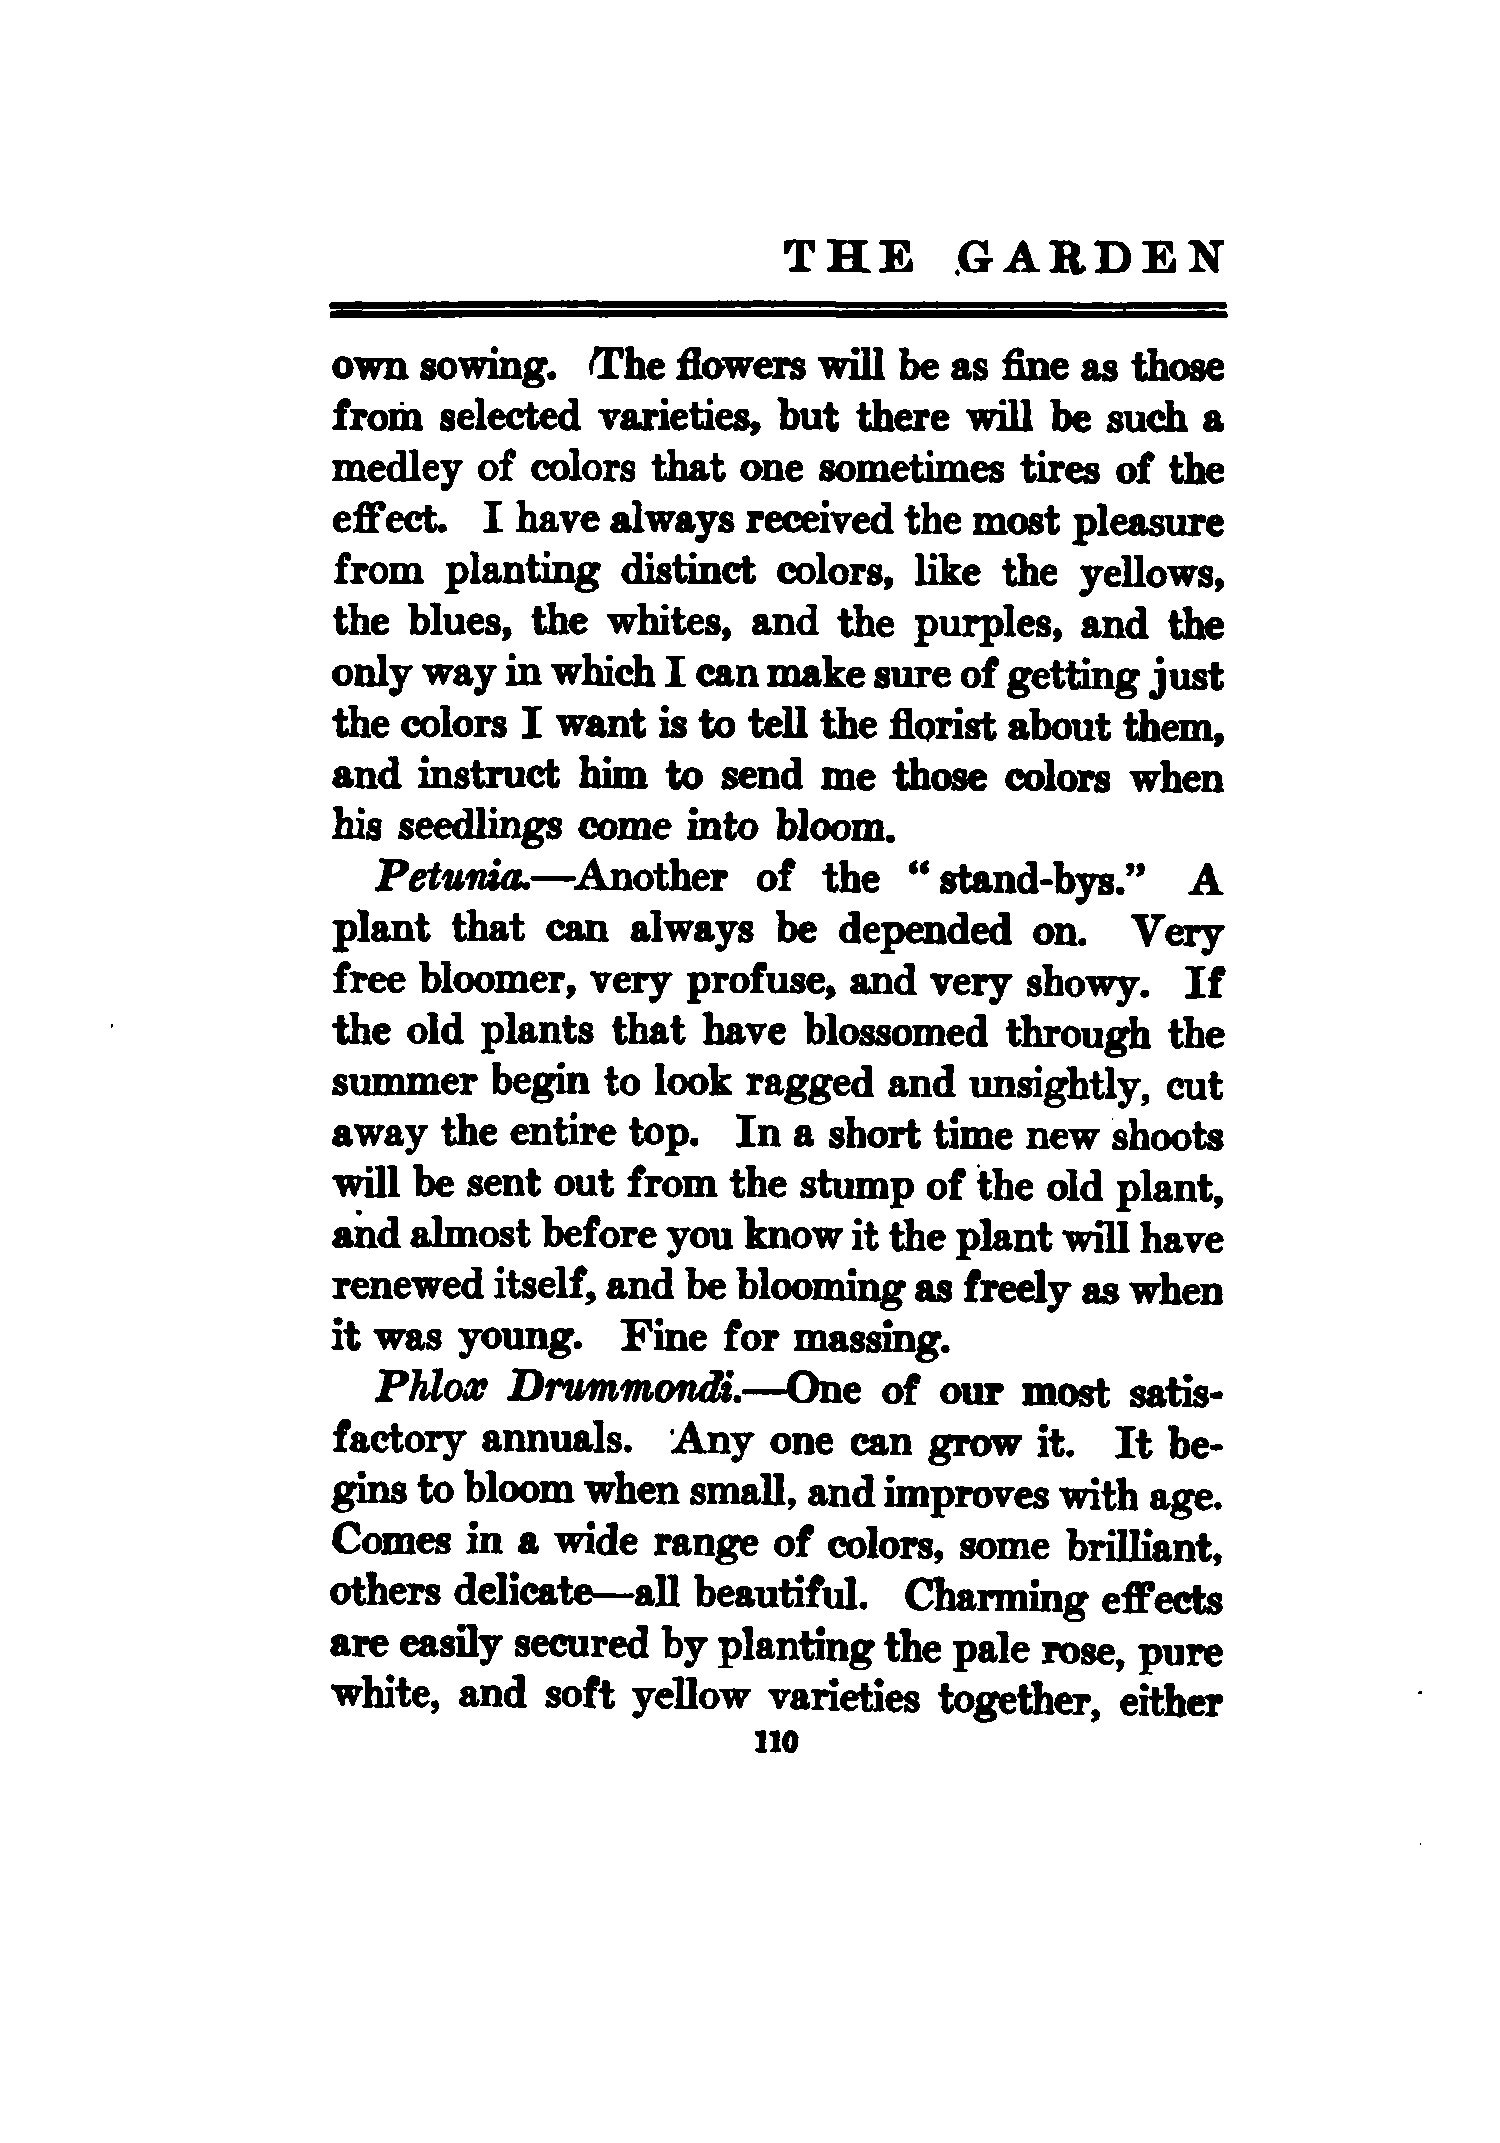 THE GARDEN
own sowing. The flowers will be as fine as those
from selected varieties, but there will be such a
medley of colors that one sometimes tires of the
effect. I have always received the most pleasure
from planting distinct colors, like the yellows,
the blues, the whites, and the purples, and the
only way in which I can make sure of getting just
the colors I want is to tell the florist about them,
and instruct him to send me those colors when
his seedlings come into bloom.
Petunia.—Another of the "stand-bys." A
plant that can always be depended on. Very
free bloomer, very profuse, and very showy. If
the old plants that have blossomed through the
summer begin to look ragged and unsightly, cut
away the entire top. In a short time new shoots
will be sent out from the stump of the old plant,
and almost before you know it the plant will have
renewed itself, and be blooming as freely as when
it was young. Fine for massing.
Phlox Drummondi.—One of our most satis-
factory annuals. Any one can grow it. It be-
gins to bloom when small, and improves with age.
Comes in a wide range of colors, some brilliant,
others delicate—all beautiful. Charming effects
are easily secured by planting the pale rose, pure
white, and soft yellow varieties together, either
110